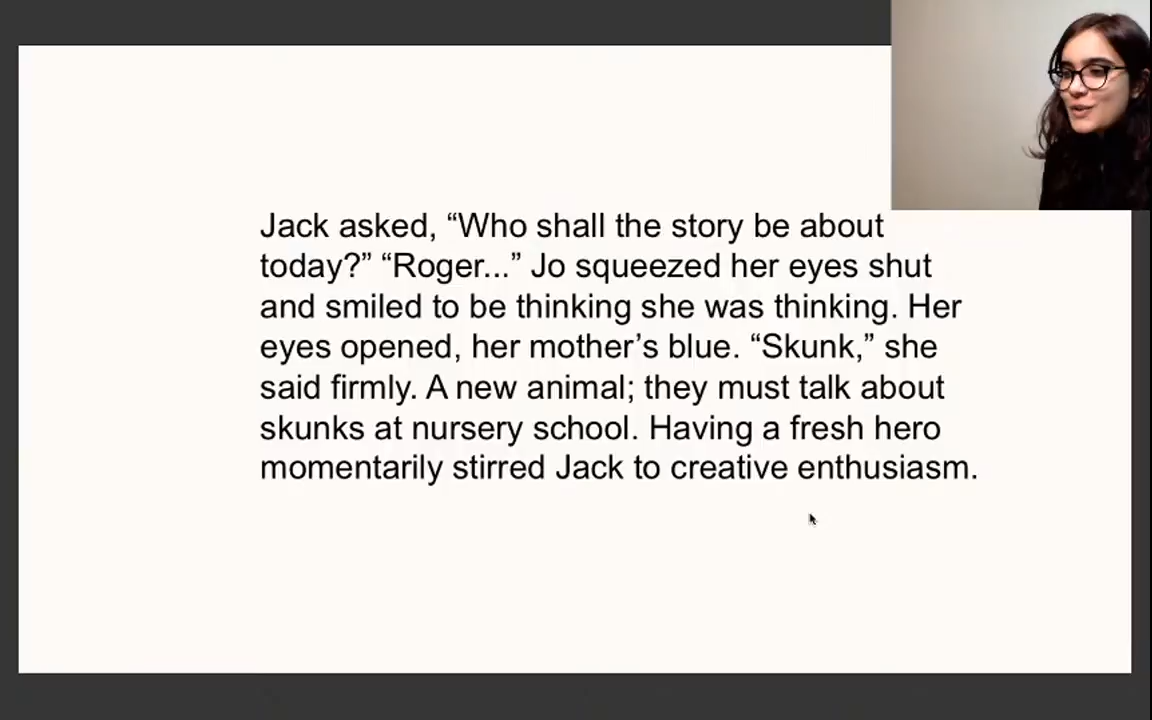 Jack asked, “Who shall the story be about
today?” “Roger...” Jo squeezed her eyes shut
and smiled to be thinking she was thinking. Her
eyes opened, her mother’s blue. “Skunk,” she
said firmly. A new animal; they must talk about
skunks at nursery school. Having a fresh hero
momentarily stirred Jack to creative enthusiasm.